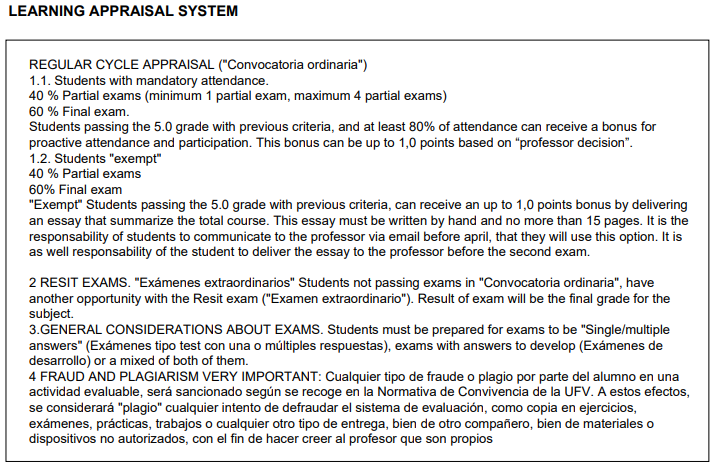 LEARNING APPRAISAL SYSTEM
REGULAR CYCLE APPRAISAL ("Convocatoria ordinaria")
1.1. Students with mandatory attendance.
40 % Partial exams (minimum 1 partial exam, maximum 4 partial exams)
60 % Final exam.
Students passing the 5.0 grade with previous criteria, and at least 80% of attendance can receive a bonus for
proactive attendance and participation. This bonus can be up to 1,0 points based on “professor decision”.
1.2. Students "exempt"
40 % Partial exams
60% Final exam
"Exempt" Students passing the 5.0 grade with previous criteria, can receive an up to 1,0 points bonus by delivering
an essay that summarize the total course. This essay must be written by hand and no more than 15 pages. It is the
responsability of students to communicate to the professor via email before april, that they will use this option. It is
as well responsability of the student to deliver the essay to the professor before the second exam.
2 RESIT EXAMS. "Exámenes extraordinarios" Students not passing exams in "Convocatoria ordinaria", have
another opportunity with the Resit exam ("Examen extraordinario"). Result of exam will be the final grade for the
subject.
3.GENERAL CONSIDERATIONS ABOUT EXAMS. Students must be prepared for exams to be "Single/multiple
answers" (Exámenes tipo test con una o múltiples respuestas), exams with answers to develop (Exámenes de
desarrollo) or a mixed of both of them.
4 FRAUD AND PLAGIARISM VERY IMPORTANT: Cualquier tipo de fraude o plagio por parte del alumno en una
actividad evaluable, será sancionado según se recoge en la Normativa de Convivencia de la UFV. A estos efectos,
se considerará "plagio" cualquier intento de defraudar el sistema de evaluación, como copia en ejercicios,
exámenes, prácticas, trabajos o cualquier otro tipo de entrega, bien de otro compañero, bien de materiales o
dispositivos no autorizados, con el fin de hacer creer al profesor que son propios